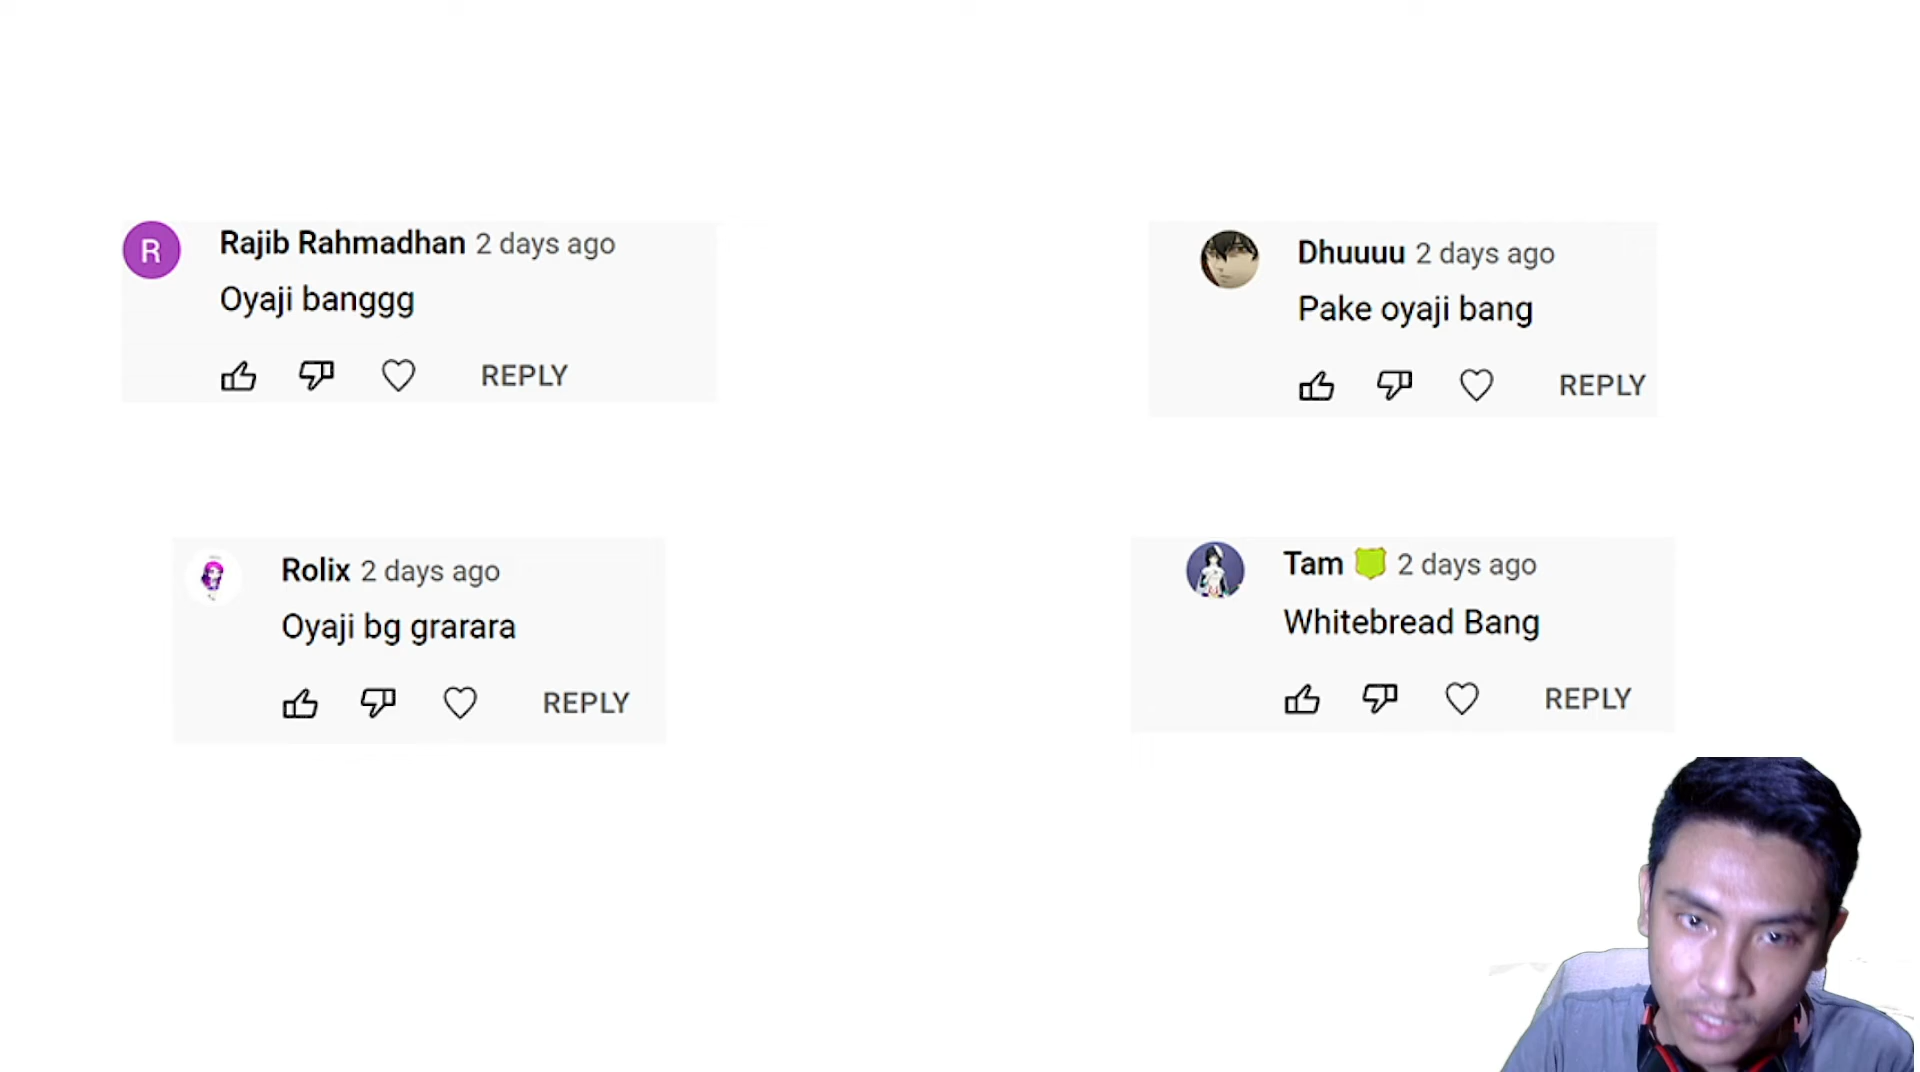 R
Rajib Rahmadhan 2 days ago
Oyaji banggg
REPLY
Dhuuuu 2 days ago
Pake oyaji bang
REPLY
Rolix 2 days ago
Oyaji bg grarara
REPLY
Tam 2 days ago
Whitebread Bang
REPLY